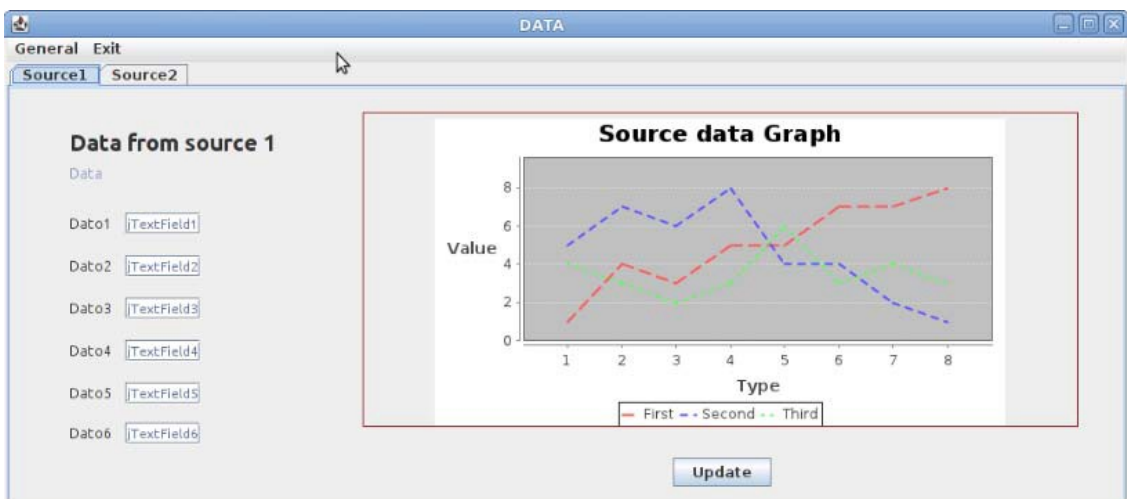 DATA
General Exit
Source1 Source2
Data from source 1
Data
Dato1 jTextField1
Dato2 jTextField2
Dato3 jTextField3
Dato4 jTextField4
Dato5 jTextField5
Dato6 jTextField6
Source data Graph
Value
8
6
4
2
0
1 2 3 4 5 6 7 8
Type
First Second Third
Update